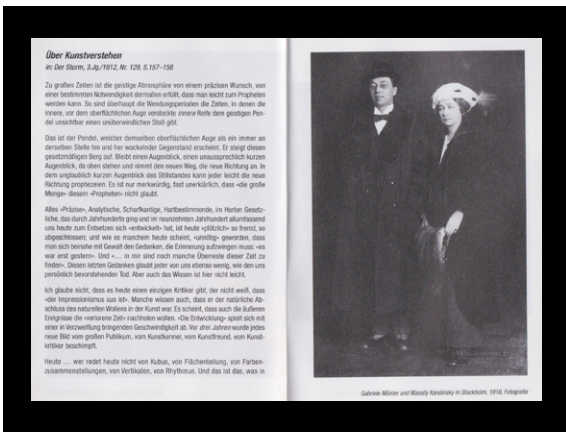 Über Kunstverstehen
in: Der Sturm, 3.Jg./1912, Nr. 129, S.157–158
Zu großen Zeiten ist die geistige Atmosphäre von einem präzisen Wunsch, von
einer bestimmten Notwendigkeit dermaßen erfüllt, dass man leicht zum Propheten
werden kann. So sind überhaupt die Wendungsperioden die Zeiten, in denen die
innere, vor dem oberflächlichen Auge versteckte innere Reife dem geistigen Pen-
del unsichtbar einen unüberwindlichen Stoß gibt.
Das ist der Pendel, welcher demselben oberflächlichen Auge als ein immer an
derselben Stelle hin und her wackelnder Gegenstand erscheint. Er steigt diesen
gesetzmäßigen Berg auf. Bleibt einen Augenblick, einen unaussprechlich kurzen
Augenblick, da oben stehen und nimmt den neuen Weg, die neue Richtung an. In
dem unglaublich kurzen Augenblick des Stillstandes kann jeder leicht die neue
Richtung prophezeien. Es ist nur merkwürdig, fast unerklärlich, dass «die große
Menge» diesem «Propheten» nicht glaubt.
Alles «Präzise», Analytische, Scharfkantige, Hartbestimmende, im Harten Gesetz-
liche, das durch Jahrhunderte ging und im neunzehnten Jahrhundert allumfassend
uns heute zum Entsetzen sich «entwickelt» hat, ist heute «plötzlich» so fremd, so
abgeschlossen, und wie es manchem heute scheint, «unnötig» geworden, dass
man sich beinahe mit Gewalt den Gedanken, die Erinnerung aufzwingen muss: «es
war erst gestern». Und «… in mir sind noch manche Überreste dieser Zeit zu
finden». Diesen letzten Gedanken glaubt jeder von uns ebenso wenig, wie den uns
persönlich bevorstehenden Tod. Aber auch das Wissen ist hier nicht leicht.
Ich glaube nicht, dass es heute einen einzigen Kritiker gibt, der nicht weiß, dass
«der Impressionismus aus ist». Manche wissen auch, dass er der natürliche Ab-
schluss des naturellen Wollens in der Kunst war. Es scheint, dass auch die äußeren
Ereignisse die «verlorene Zeit» nachholen wollen. «Die Entwicklung» spielt sich mit
einer in Verzweiflung bringenden Geschwindigkeit ab. Vor drei Jahren wurde jedes
neue Bild vom großen Publikum, vom Kunstkenner, vom Kunstfreund, vom Kunst-
kritiker beschimpft.
Heute … wer redet heute nicht von Kubus, von Flächenteilung, von Farben-
zusammenstellungen, von Vertikalen, von Rhythmus. Und das ist das, was in
Gabriele Münter und Wassily Kandinsky in Stockholm, 1916, Fotografie